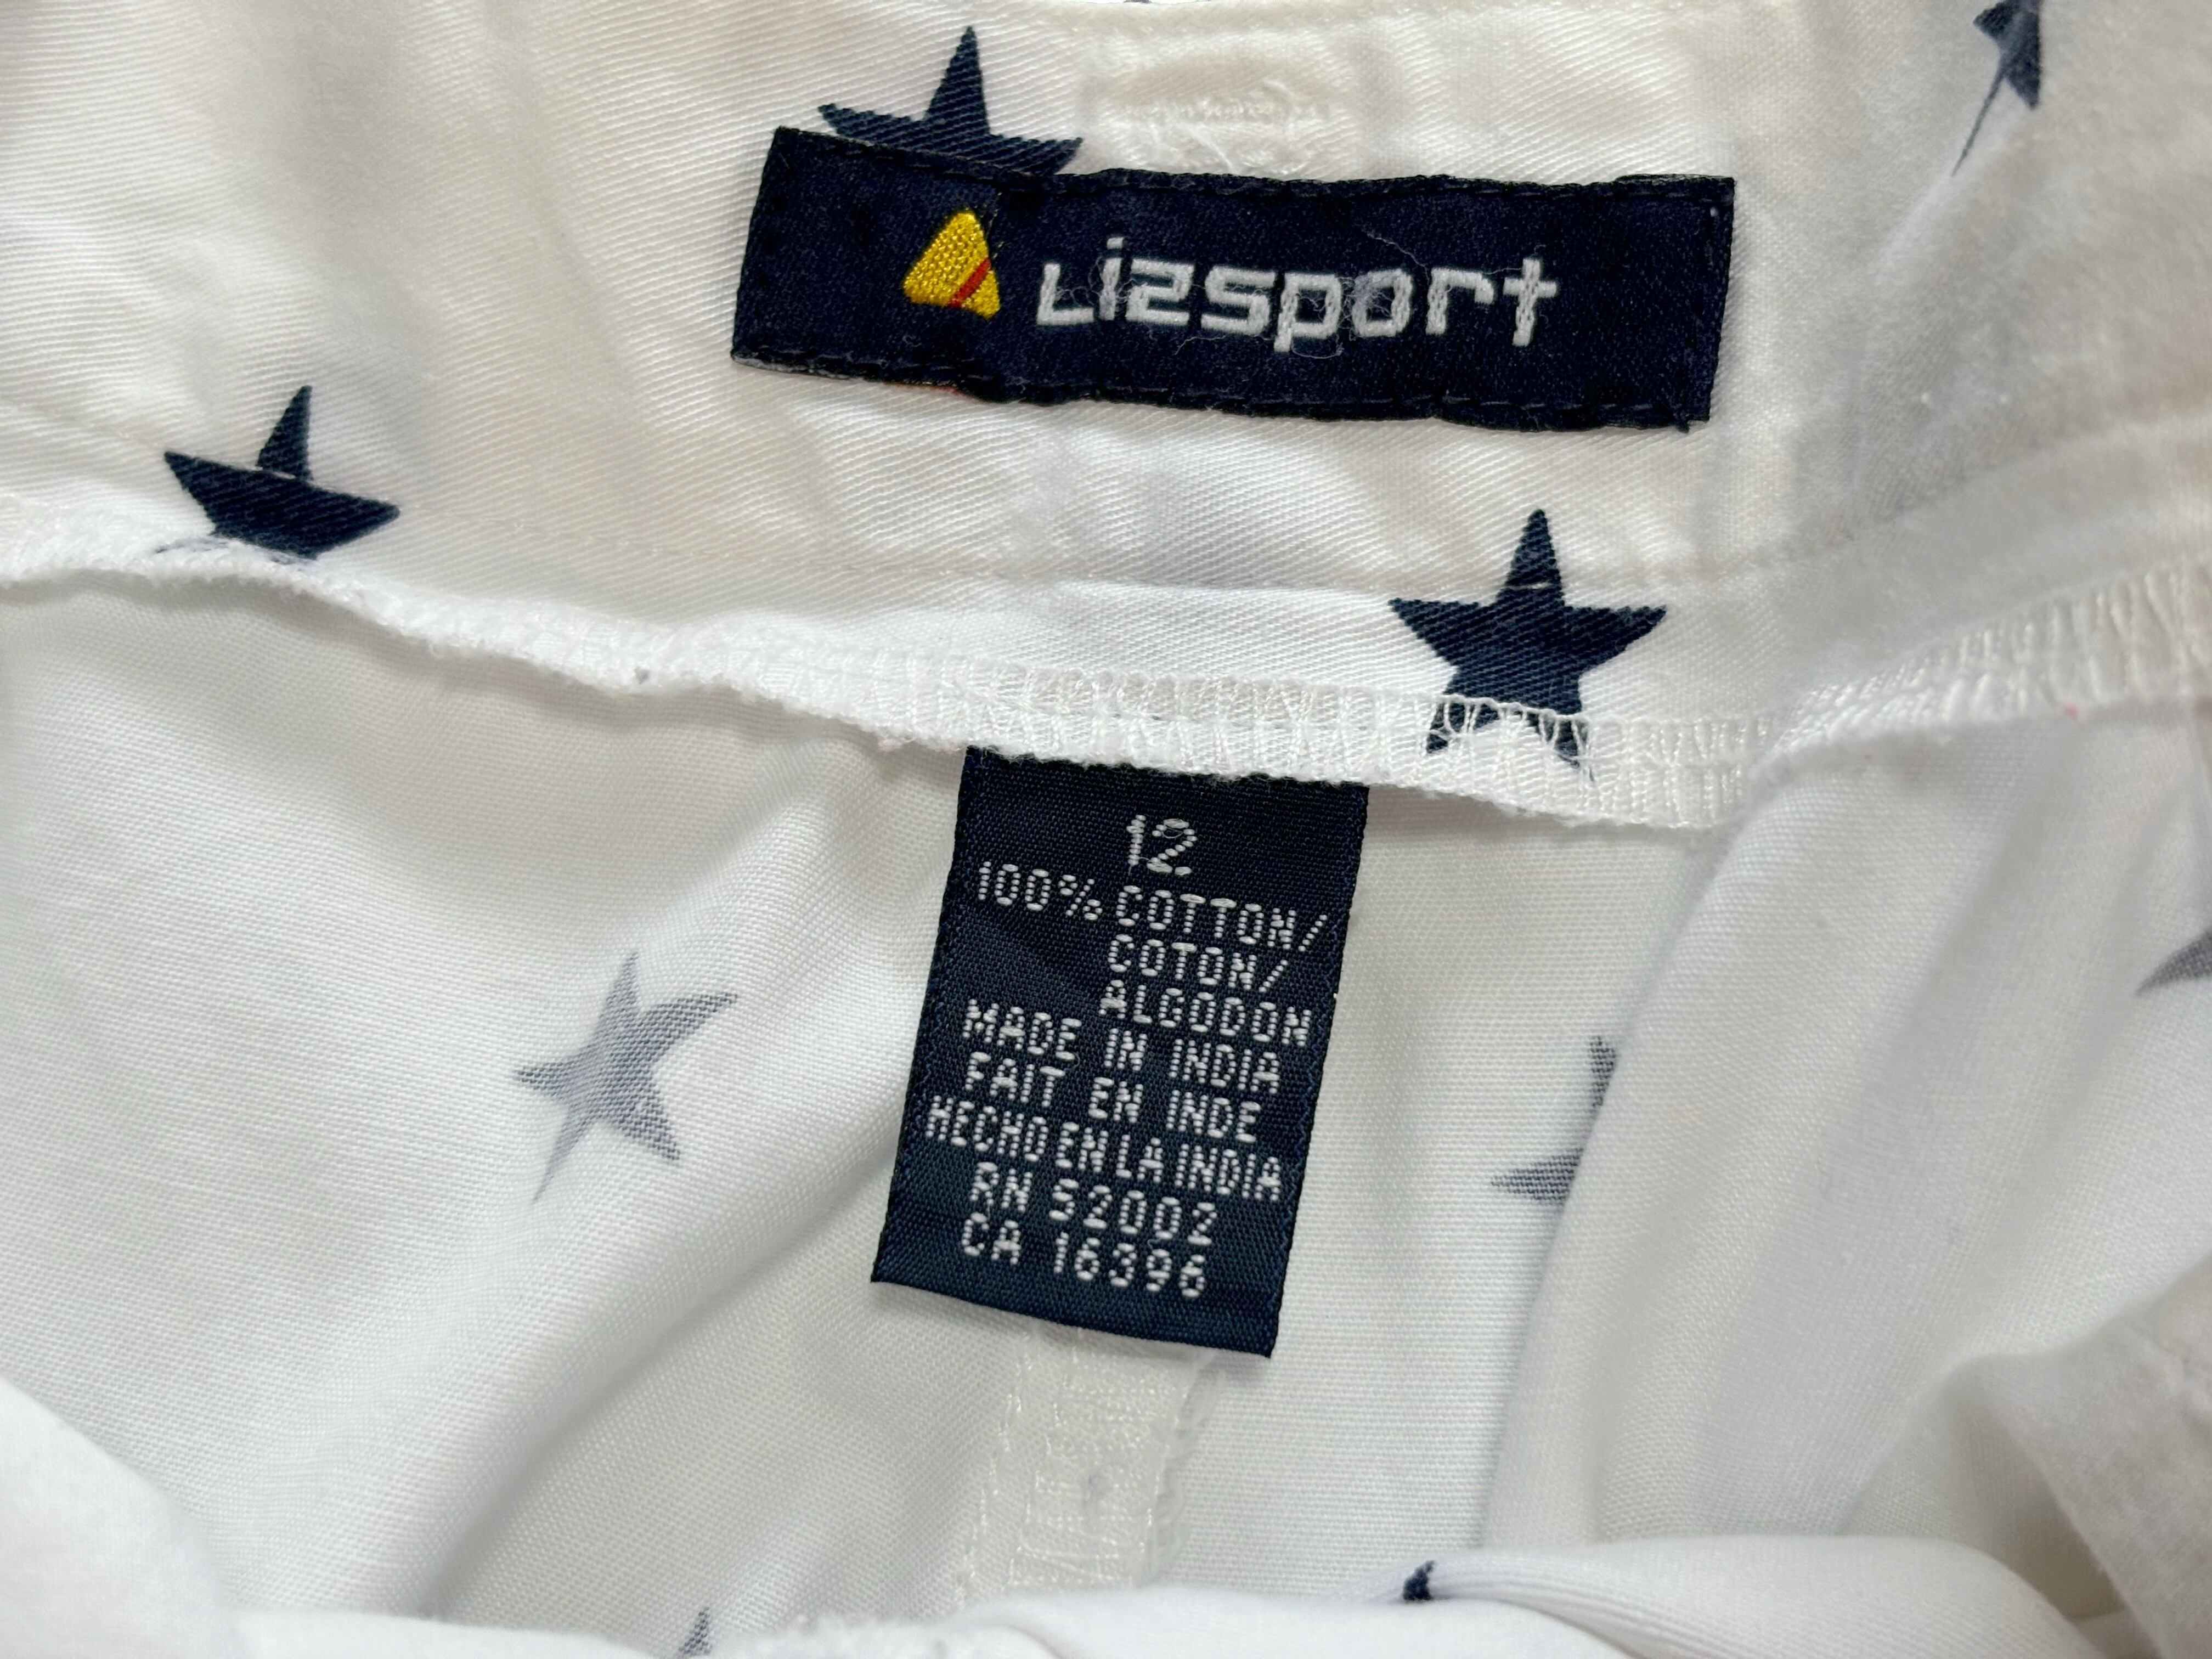 Lizsport
12
100% COTTON/
COTON/
ALGODON
MADE IN INDIA
FAIT EN INDE
HECHO EN LA INDIA
RN 52002
CA 16396